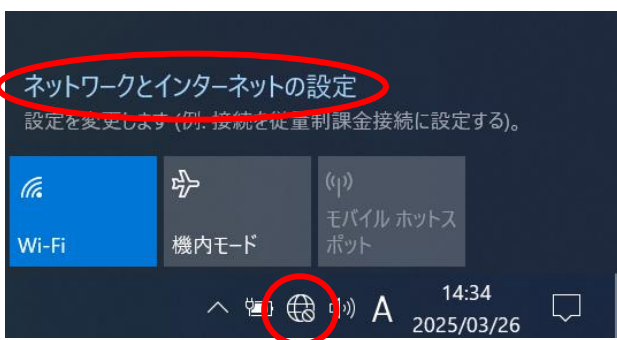 ネットワークとインターネットの設定
設定を変更します (例: 接続を従量制課金接続に設定する)。
Wi-Fi
機内モード
モバイル ホットス
ポット
A
14:34
2025/03/26